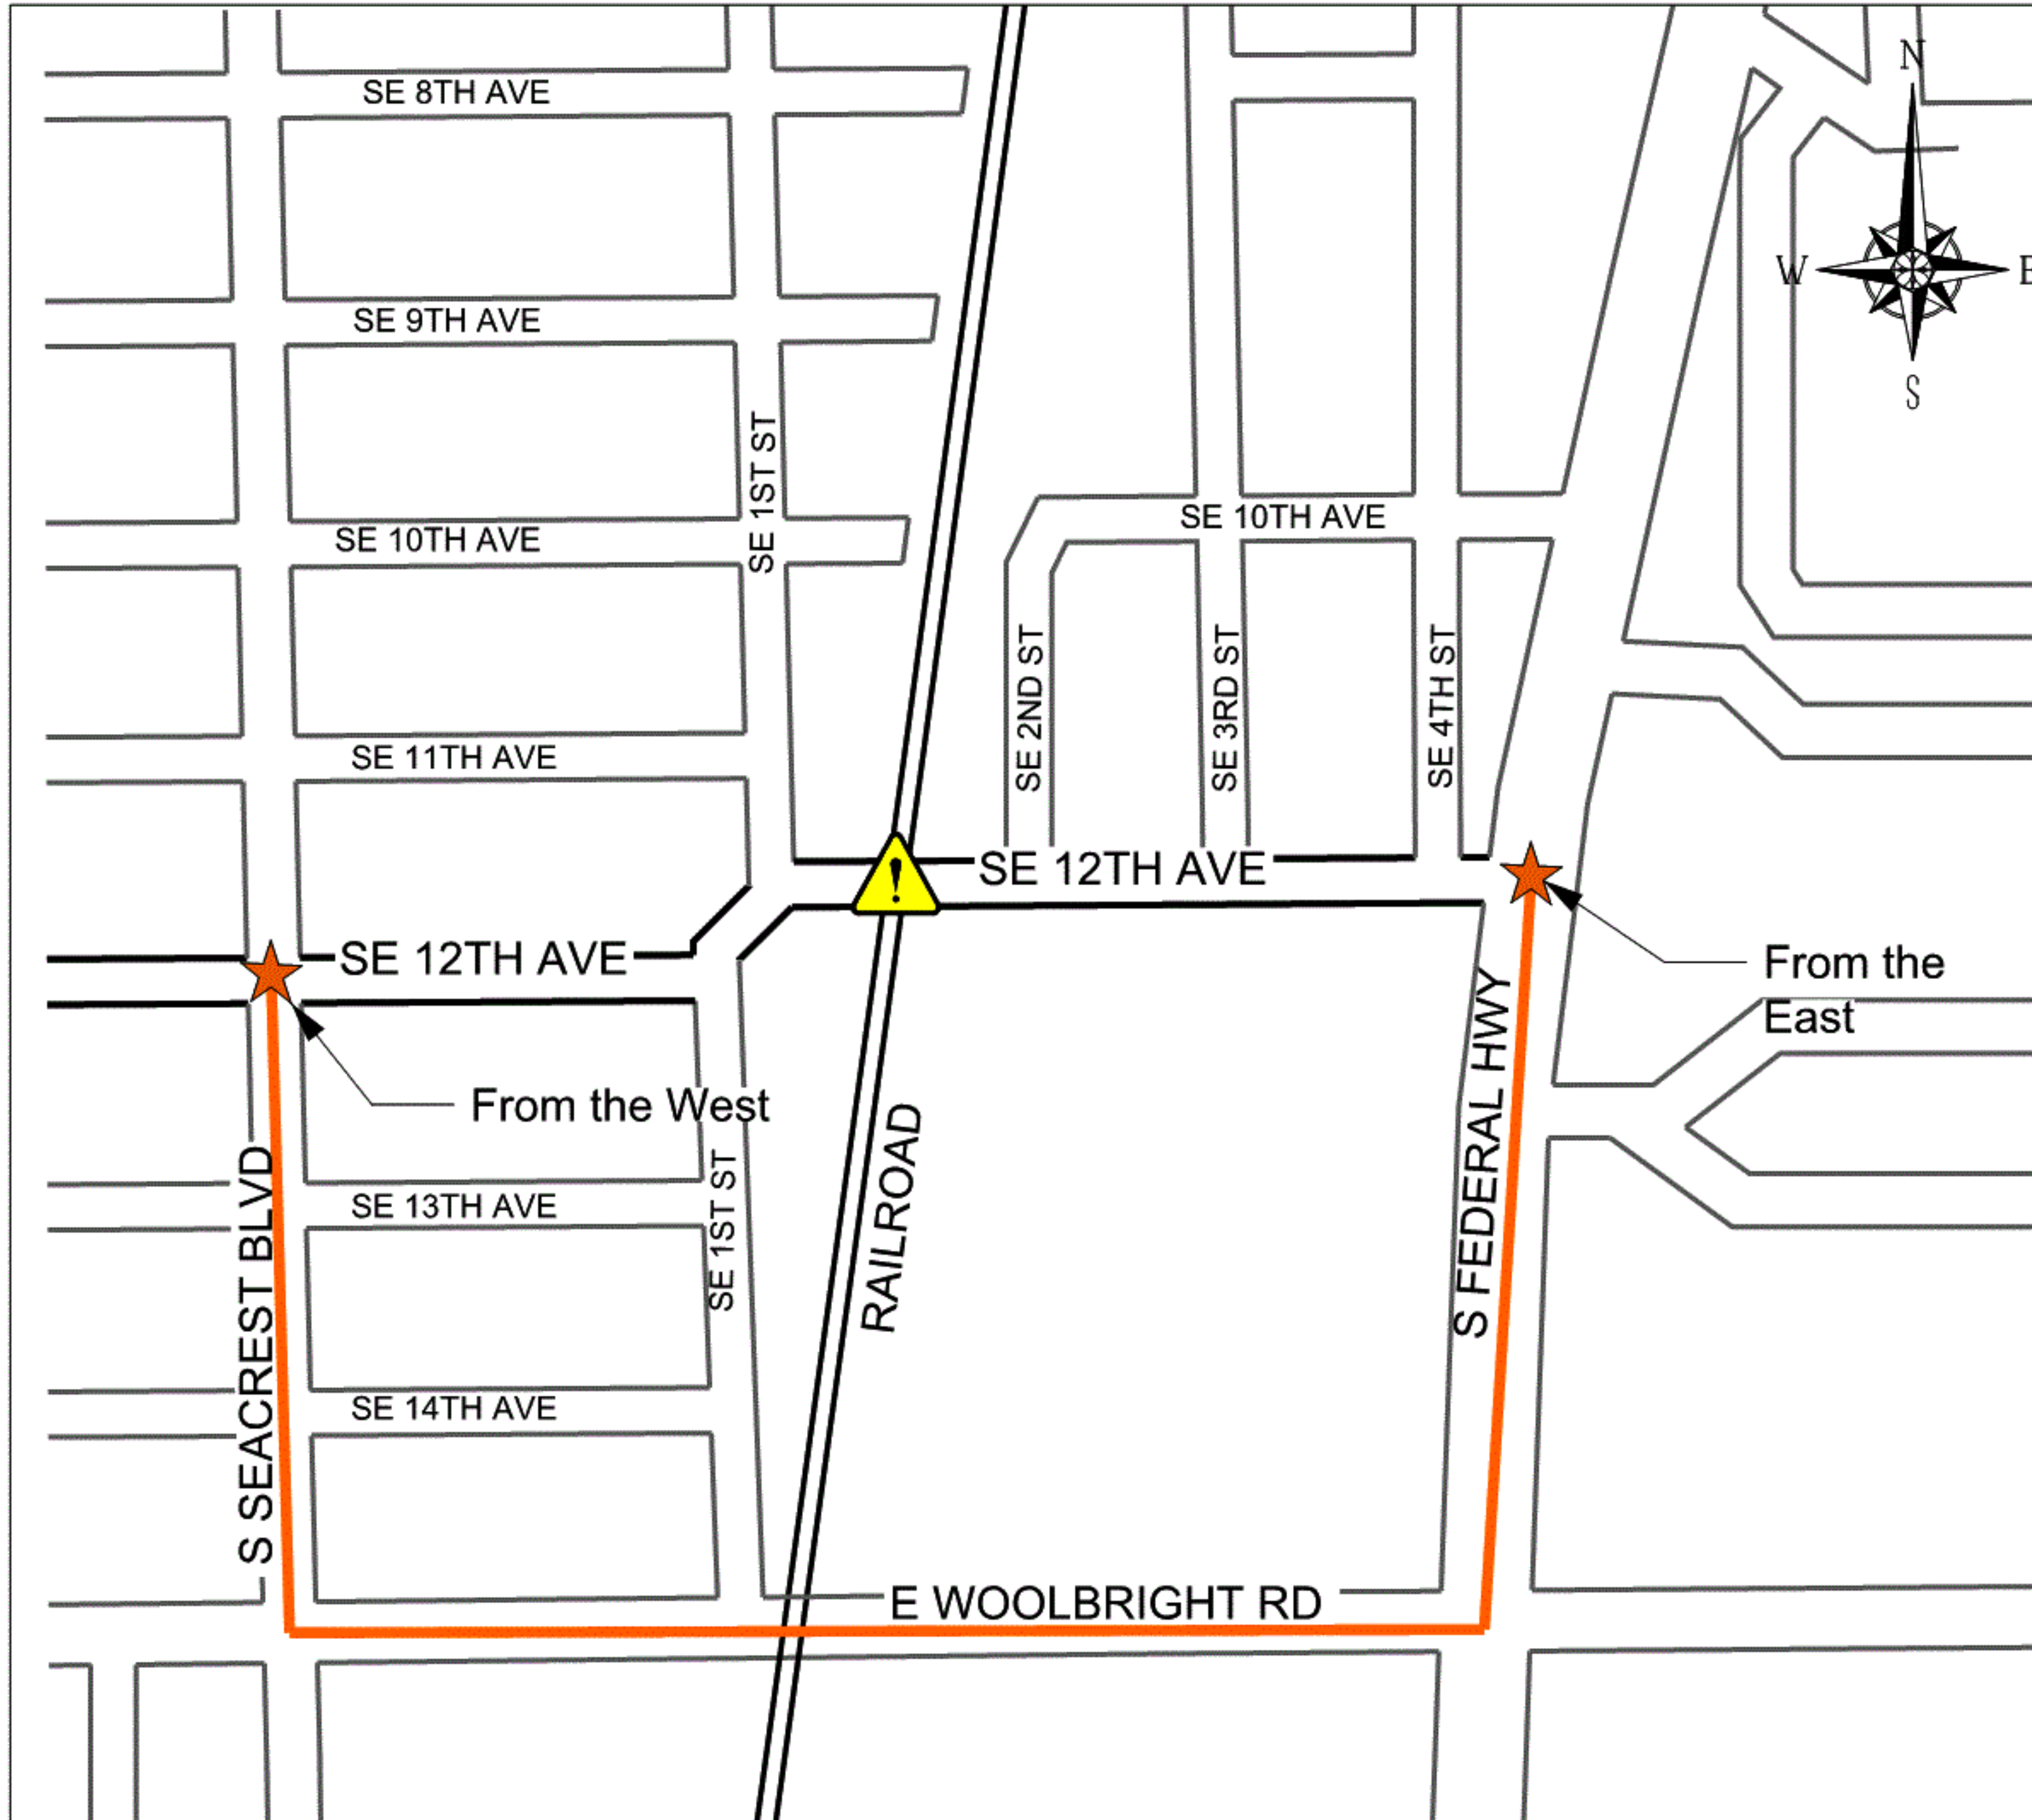 N
SE 8TH AVE
W
E
SE 9TH AVE
S
SE 1ST ST
SE 10TH AVE
SE 10TH AVE
SE 2ND ST
SE 3RD ST
SE 4TH ST
SE 11TH AVE
!
SE 12TH AVE
SE 12TH AVE
From the
East
From the West
S FEDERAL HWY
RAILROAD
S SEACREST BLVD
SE 13TH AVE
SE 1ST ST
SE 14TH AVE
E WOOLBRIGHT RD